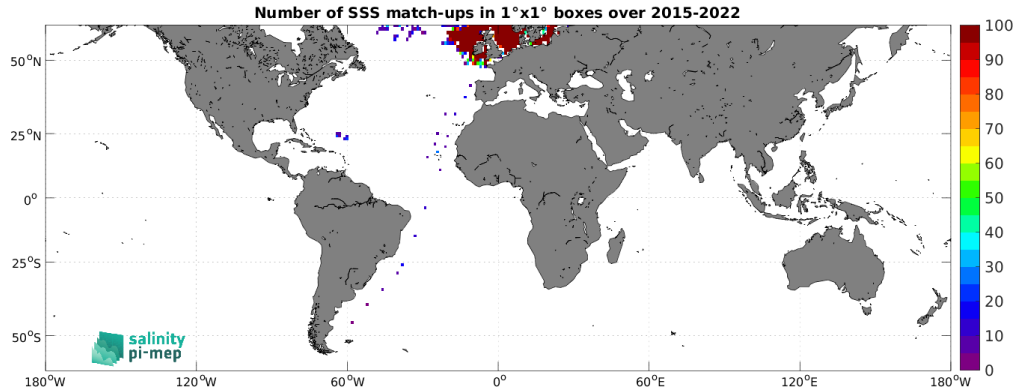 Number of SSS match-ups in 1°x1° boxes over 2015-2022
50°N
25°N
0°
25°S
50°S
180°W
120°W
60°W
0°
60°E
120°E
180°W
100
90
80
70
60
50
40
30
20
10
0
salinity
pi-mep